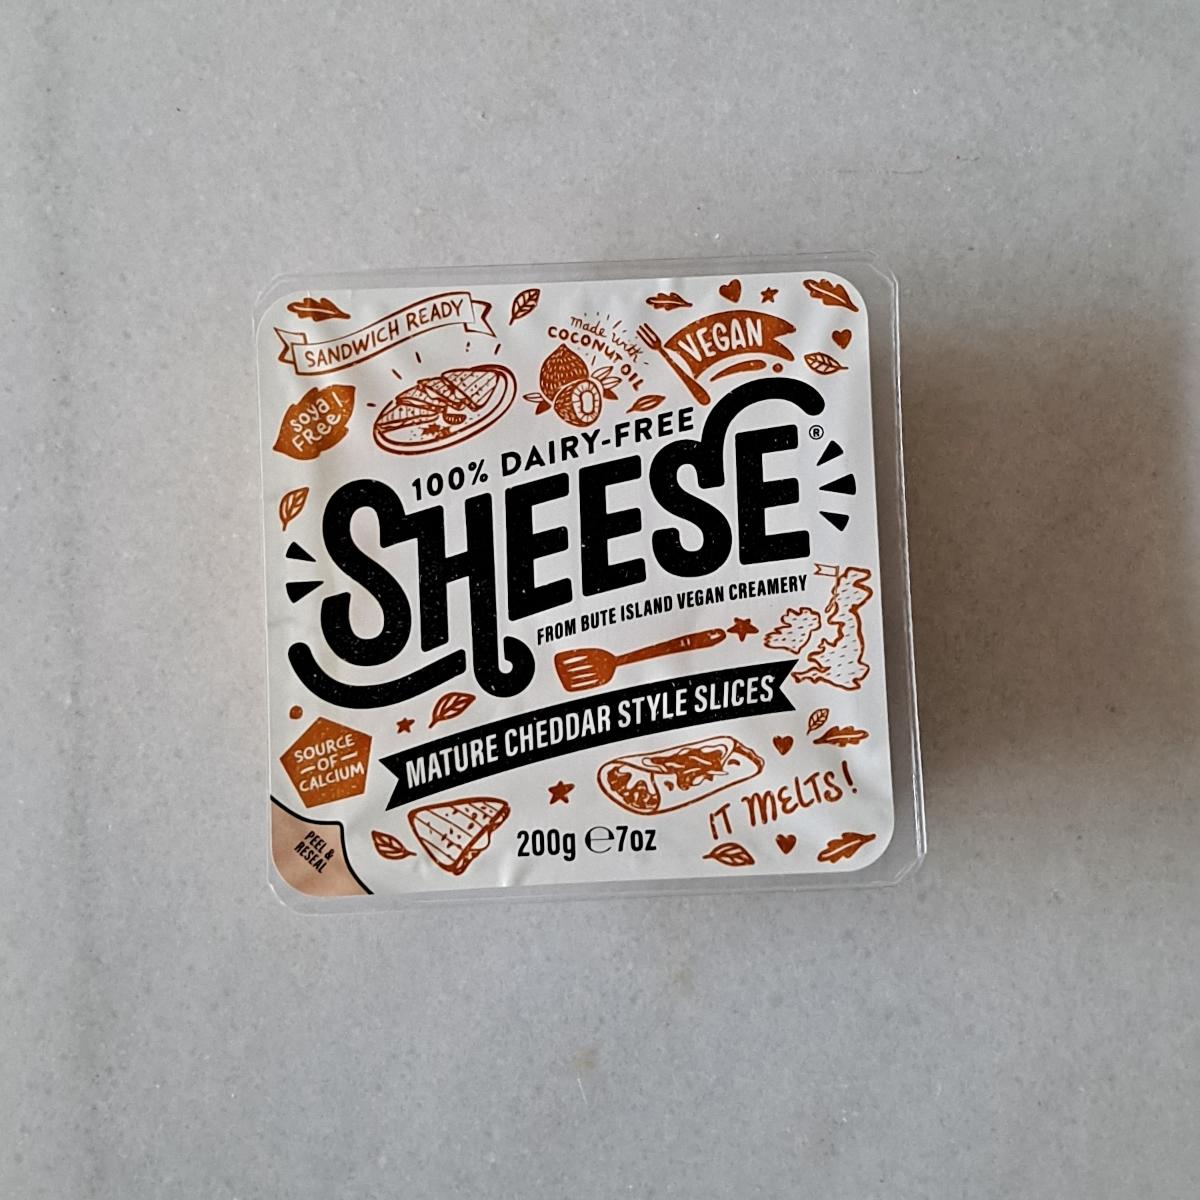 SANDWICH READY
made with
COCONUT OIL
VEGAN
soya
FRee!
100% DAIRY-FREE
SHEESE®
FROM BUTE ISLAND VEGAN CREAMERY
MATURE CHEDDAR STYLE SLICES
SOURCE
OF
CALCIUM
IT MELTS!
PEEL &
RESEAL
200g ℮7oz